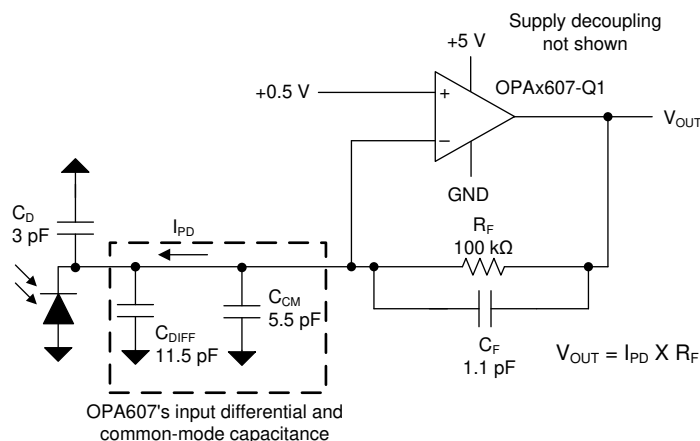 Supply decoupling
not shown
+5 V
OPAx607-Q1
+0.5 V
+
–
V_OUT
GND
C_D
3 pF
I_PD
R_F
100 kΩ
C_CM
5.5 pF
C_DIFF
11.5 pF
C_F
1.1 pF
V_OUT = I_PD X R_F
OPA607's input differential and
common-mode capacitance